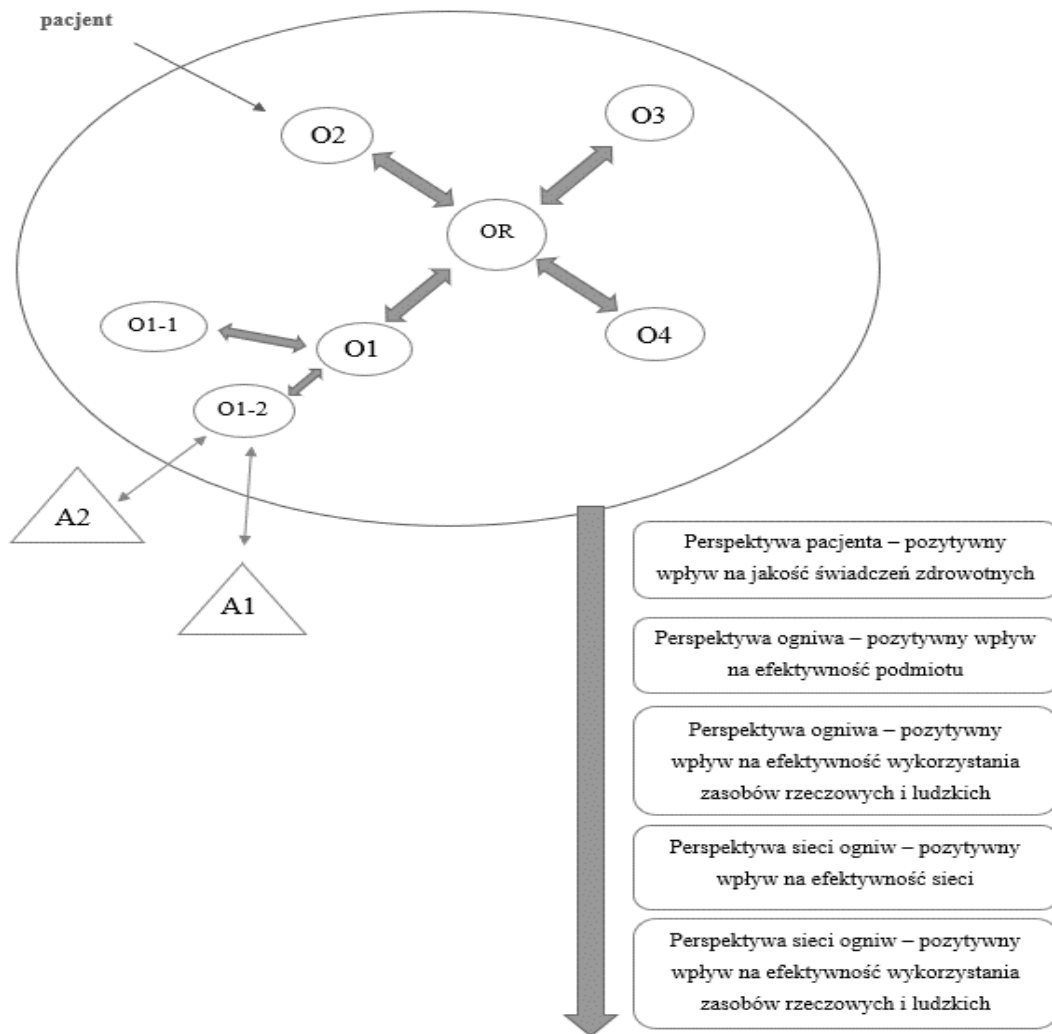 pacjent
O2
O3
OR
O1-1
O1
O4
O1-2
A2
A1
Perspektywa pacjenta – pozytywny
wpływ na jakość świadczeń zdrowotnych
Perspektywa ogniwa – pozytywny wpływ
na efektywność podmiotu
Perspektywa ogniwa – pozytywny
wpływ na efektywność wykorzystania
zasobów rzeczowych i ludzkich
Perspektywa sieci ogniw – pozytywny
wpływ na efektywność sieci
Perspektywa sieci ogniw – pozytywny
wpływ na efektywność wykorzystania
zasobów rzeczowych i ludzkich